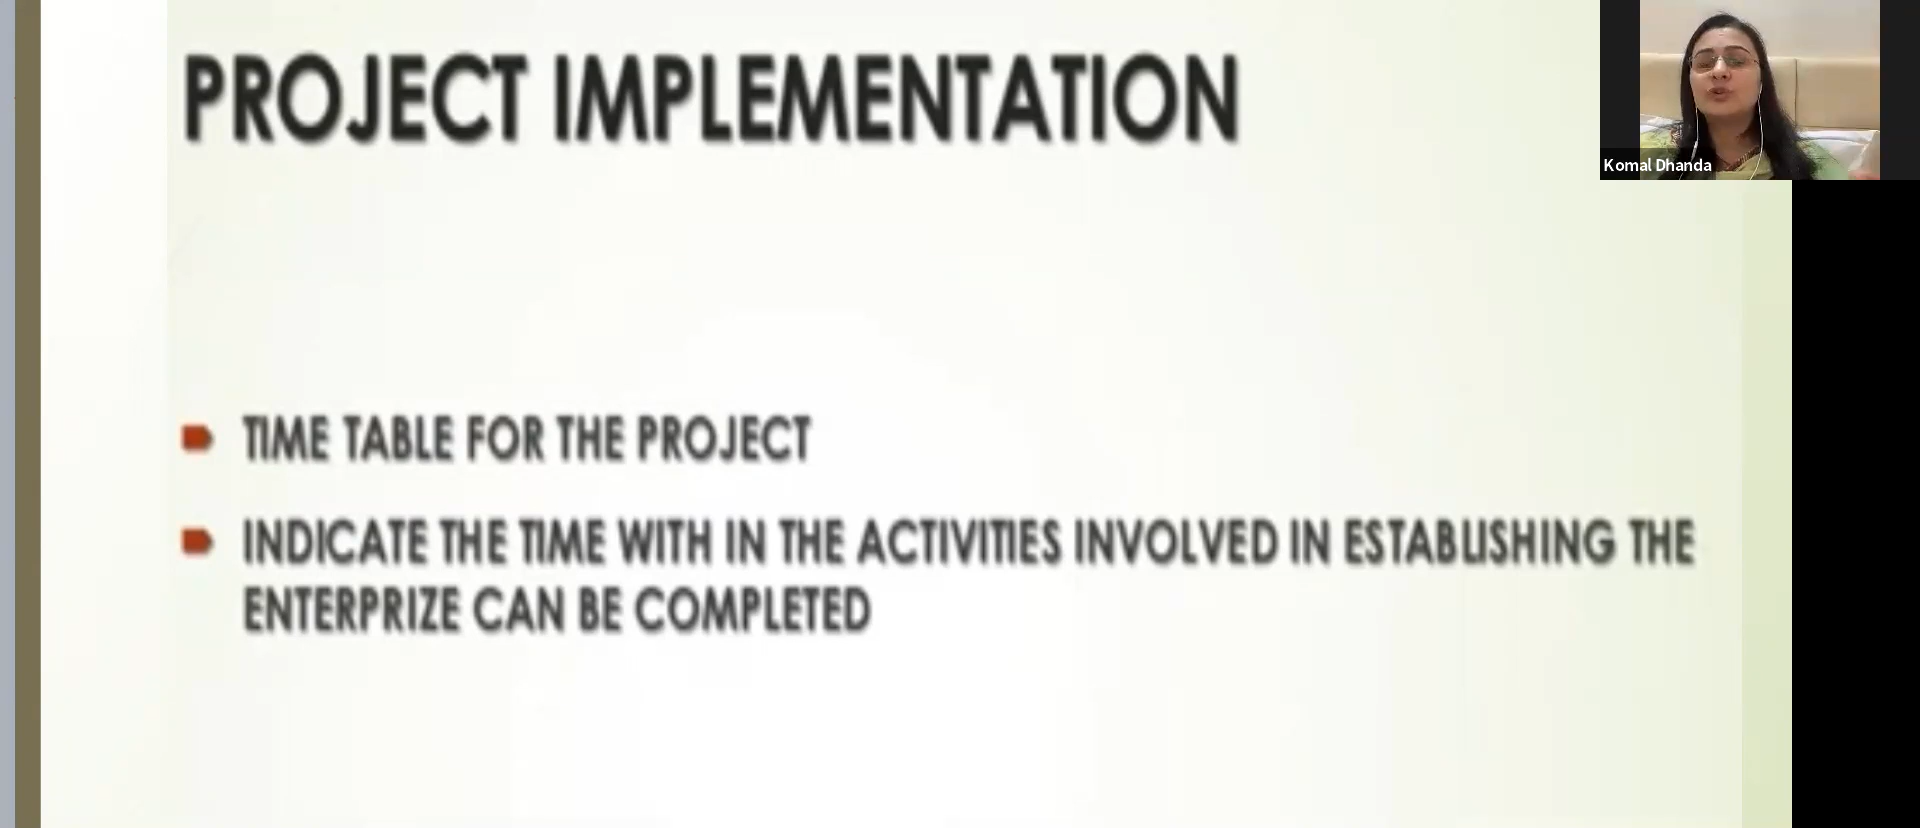 PROJECT IMPLEMENTATION
Komal Dhanda
TIME TABLE FOR THE PROJECT
INDICATE THE TIME WITH IN THE ACTIVITIES INVOLVED IN ESTABLISHING THE
ENTERPRIZE CAN BE COMPLETED